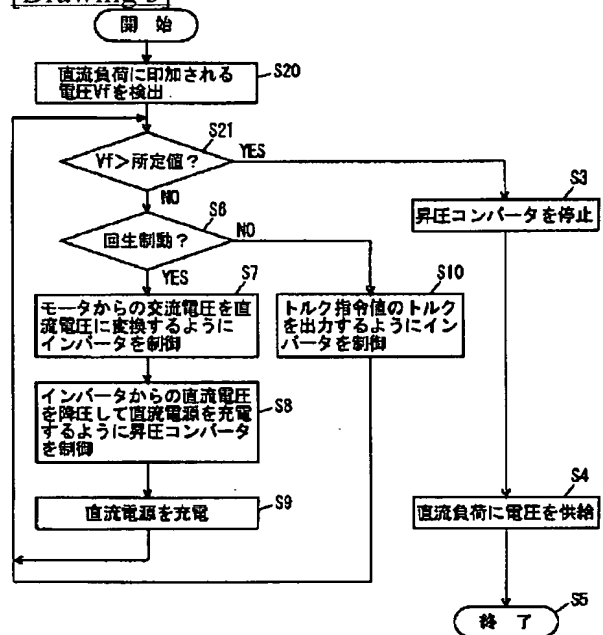 [Drawing 9]
開 始
直流負荷に印加される
電圧Vfを検出
S20
S21
Vf＞所定値？
YES
NO
S3
昇圧コンバータを停止
S6
回生制動？
NO
YES
S7
モータからの交流電圧を直
流電圧に変換するように
インバータを制御
S10
トルク指令値のトルク
を出力するようにイン
バータを制御
インバータからの直流電圧
を降圧して直流電源を充電
するように昇圧コンバータ
を制御
S8
直流電源を充電
S9
S4
直流負荷に電圧を供給
S5
終 了